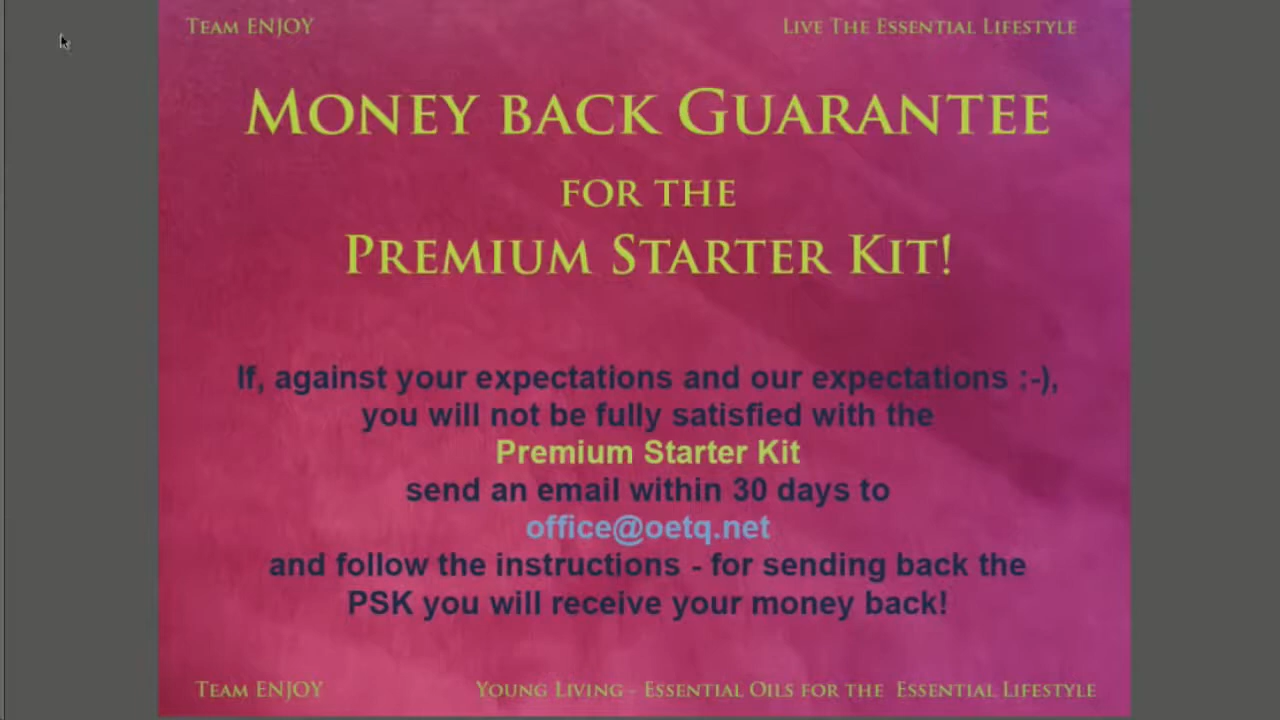 Team ENJOY
Live The Essential Lifestyle
Money back Guarantee
for the
Premium Starter Kit!
If, against your expectations and our expectations :-),
you will not be fully satisfied with the
Premium Starter Kit
send an email within 30 days to
office@oetq.net
and follow the instructions - for sending back the
PSK you will receive your money back!
Team ENJOY
Young Living - Essential Oils for the Essential Lifestyle